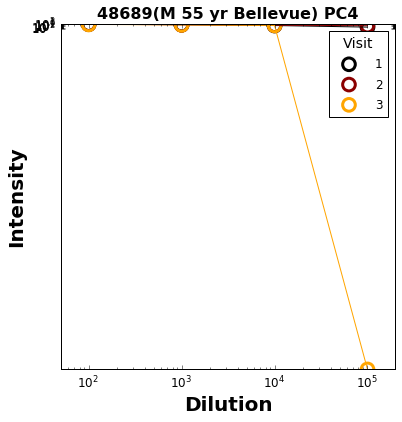 48689(M 55 yr Bellevue) PC4
Visit
1
2
3
Intensity
10² 10³ 10⁴ 10⁵
Dilution